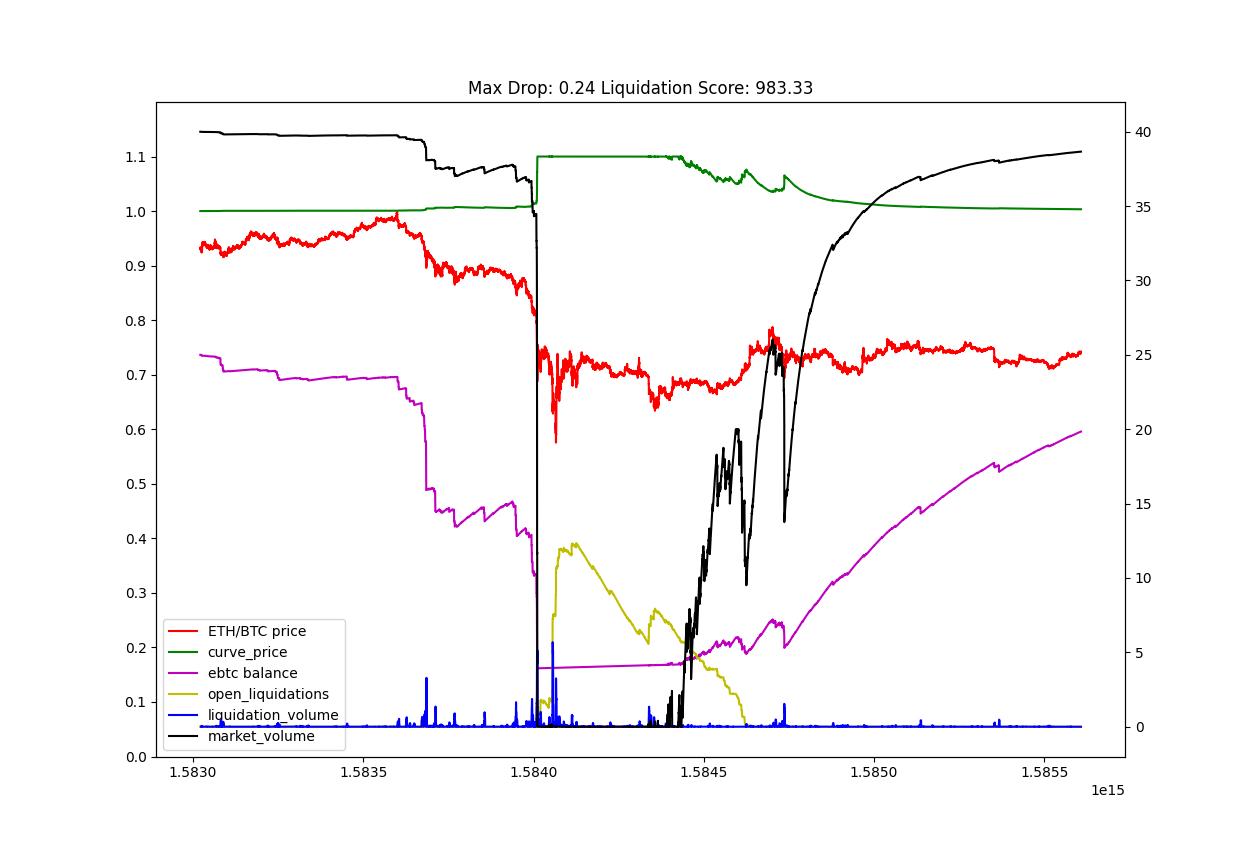 Max Drop: 0.24 Liquidation Score: 983.33
1.1
1.0
0.9
0.8
0.7
0.6
0.5
0.4
0.3
0.2
0.1
0.0
40
35
30
25
20
15
10
5
0
ETH/BTC price
curve_price
ebtc balance
open_liquidations
liquidation_volume
market_volume
1.5830 1.5835 1.5840 1.5845 1.5850 1.5855
1e15